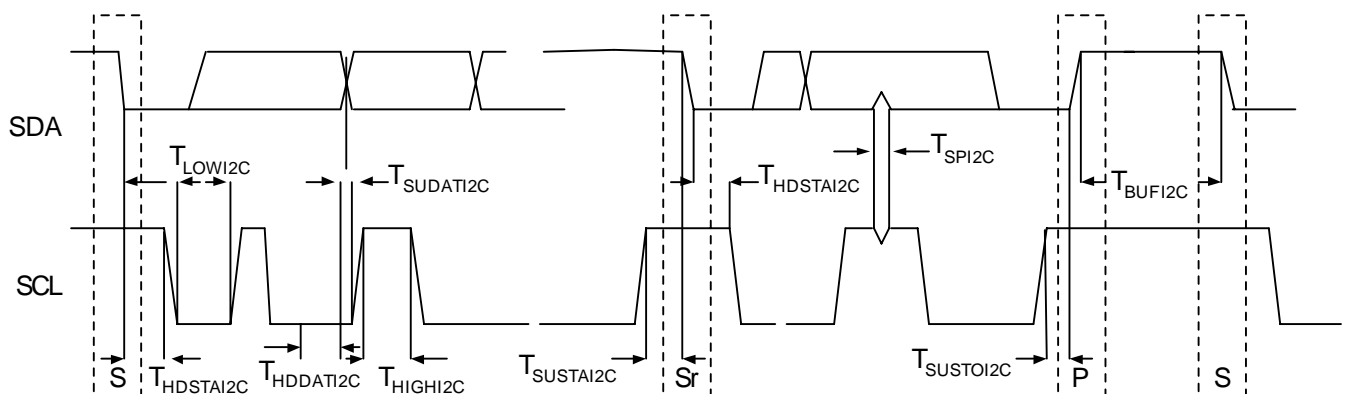 SDA
T_LOWI2C
T_SUDATI2C
T_HDSTAI2C
T_SPI2C
T_BUFI2C
SCL
S
T_HDSTAI2C
T_HDDATI2C
T_HIGHI2C
T_SUSTAI2C
Sr
T_SUSTOI2C
P
S